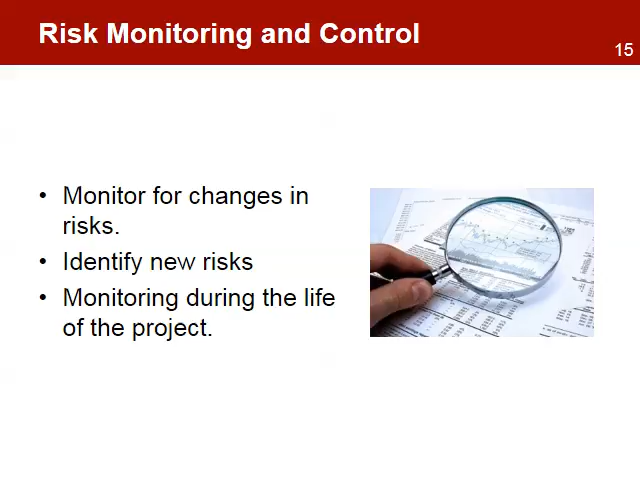 Risk Monitoring and Control
15
• Monitor for changes in
risks.
• Identify new risks
• Monitoring during the life
of the project.